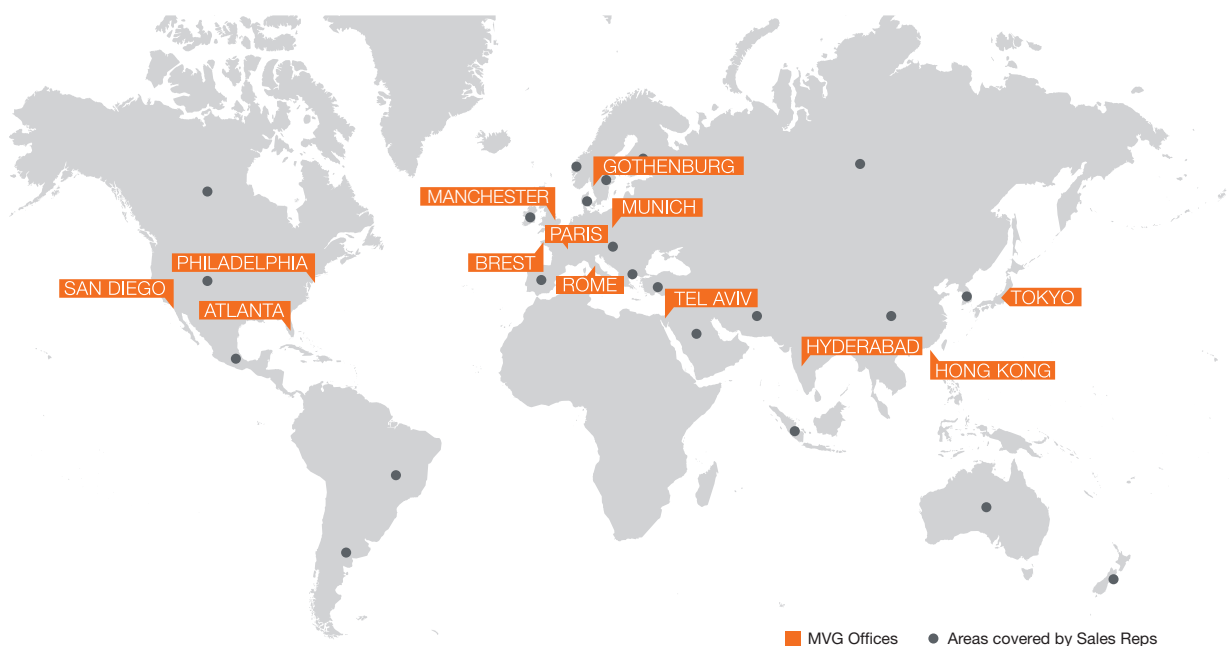 GOTHENBURG
MANCHESTER
MUNICH
PARIS
PHILADELPHIA
BREST
ROME
SAN DIEGO
TEL AVIV
TOKYO
ATLANTA
HYDERABAD
HONG KONG
MVG Offices
Areas covered by Sales Reps